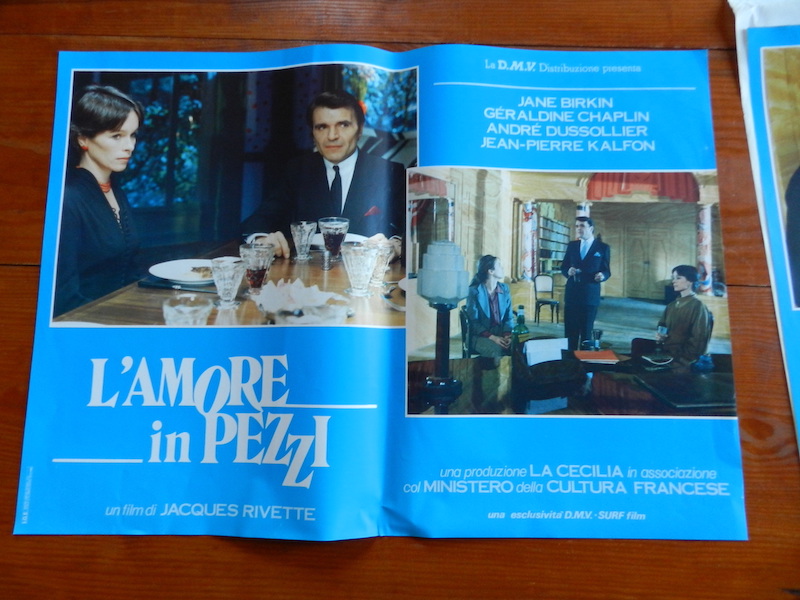 La D.M.V. Distribuzione presenta
JANE BIRKIN
GÉRALDINE CHAPLIN
ANDRÉ DUSSOLLIER
JEAN-PIERRE KALFON
L'AMORE
in PEZZI
un film di JACQUES RIVETTE
una produzione LA CECILIA in associazione
col MINISTERO della CULTURA FRANCESE
una esclusività D.M.V. - SURF film